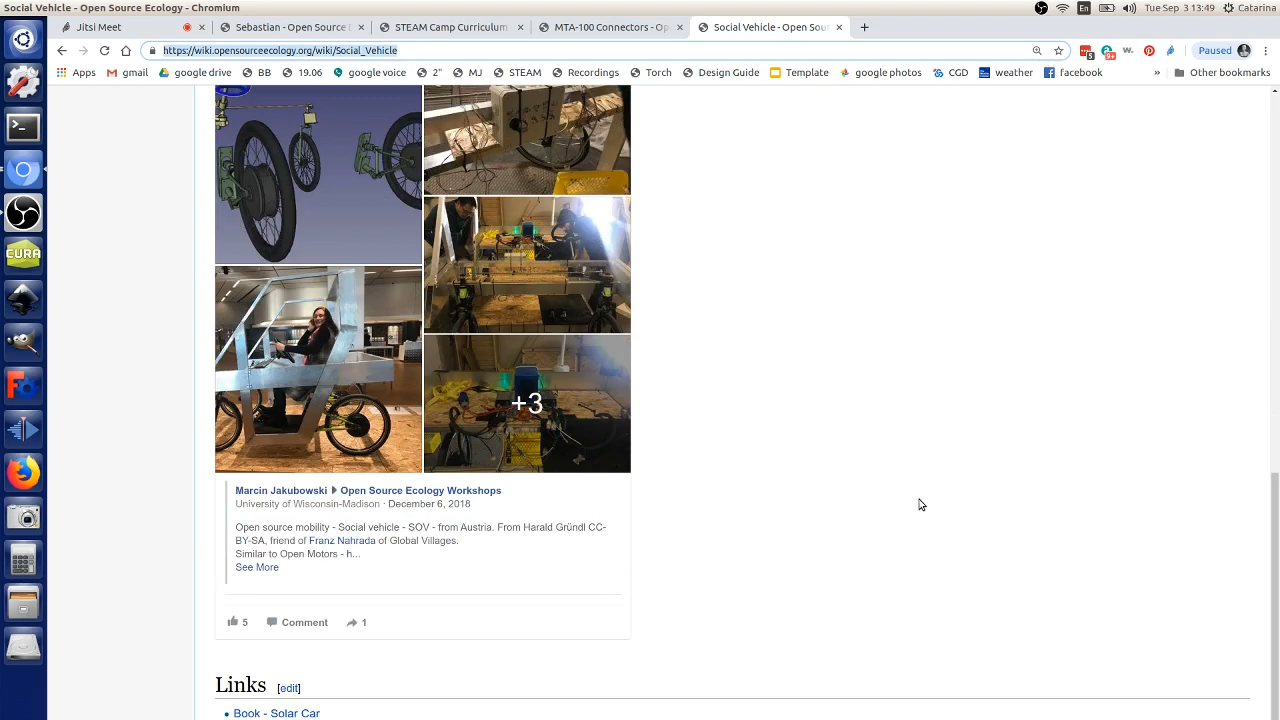 Social Vehicle - Open Source Ecology - Chromium
En
Tue Sep 3 13:49
Catarina
Jitsi Meet
Sebastian - Open Source D
STEAM Camp Curriculum
MTA-100 Connectors - Op
Social Vehicle - Open Sour
https://wiki.opensourceecology.org/wiki/Social_Vehicle
5
9+
W.
Paused
Apps
gmail
google drive
BB
19.06
google voice
2"
MJ
STEAM
Recordings
Torch
Design Guide
Template
google photos
CGD
weather
facebook
»
Other bookmarks
CURA
+3
Marcin Jakubowski
Open Source Ecology Workshops
University of Wisconsin-Madison · December 6, 2018
Open source mobility - Social vehicle - SOV - from Austria. From Harald Gründl CC-
BY-SA, friend of Franz Nahrada of Global Villages.
Similar to Open Motors - h...
See More
5
Comment
1
Links [edit]
Book - Solar Car